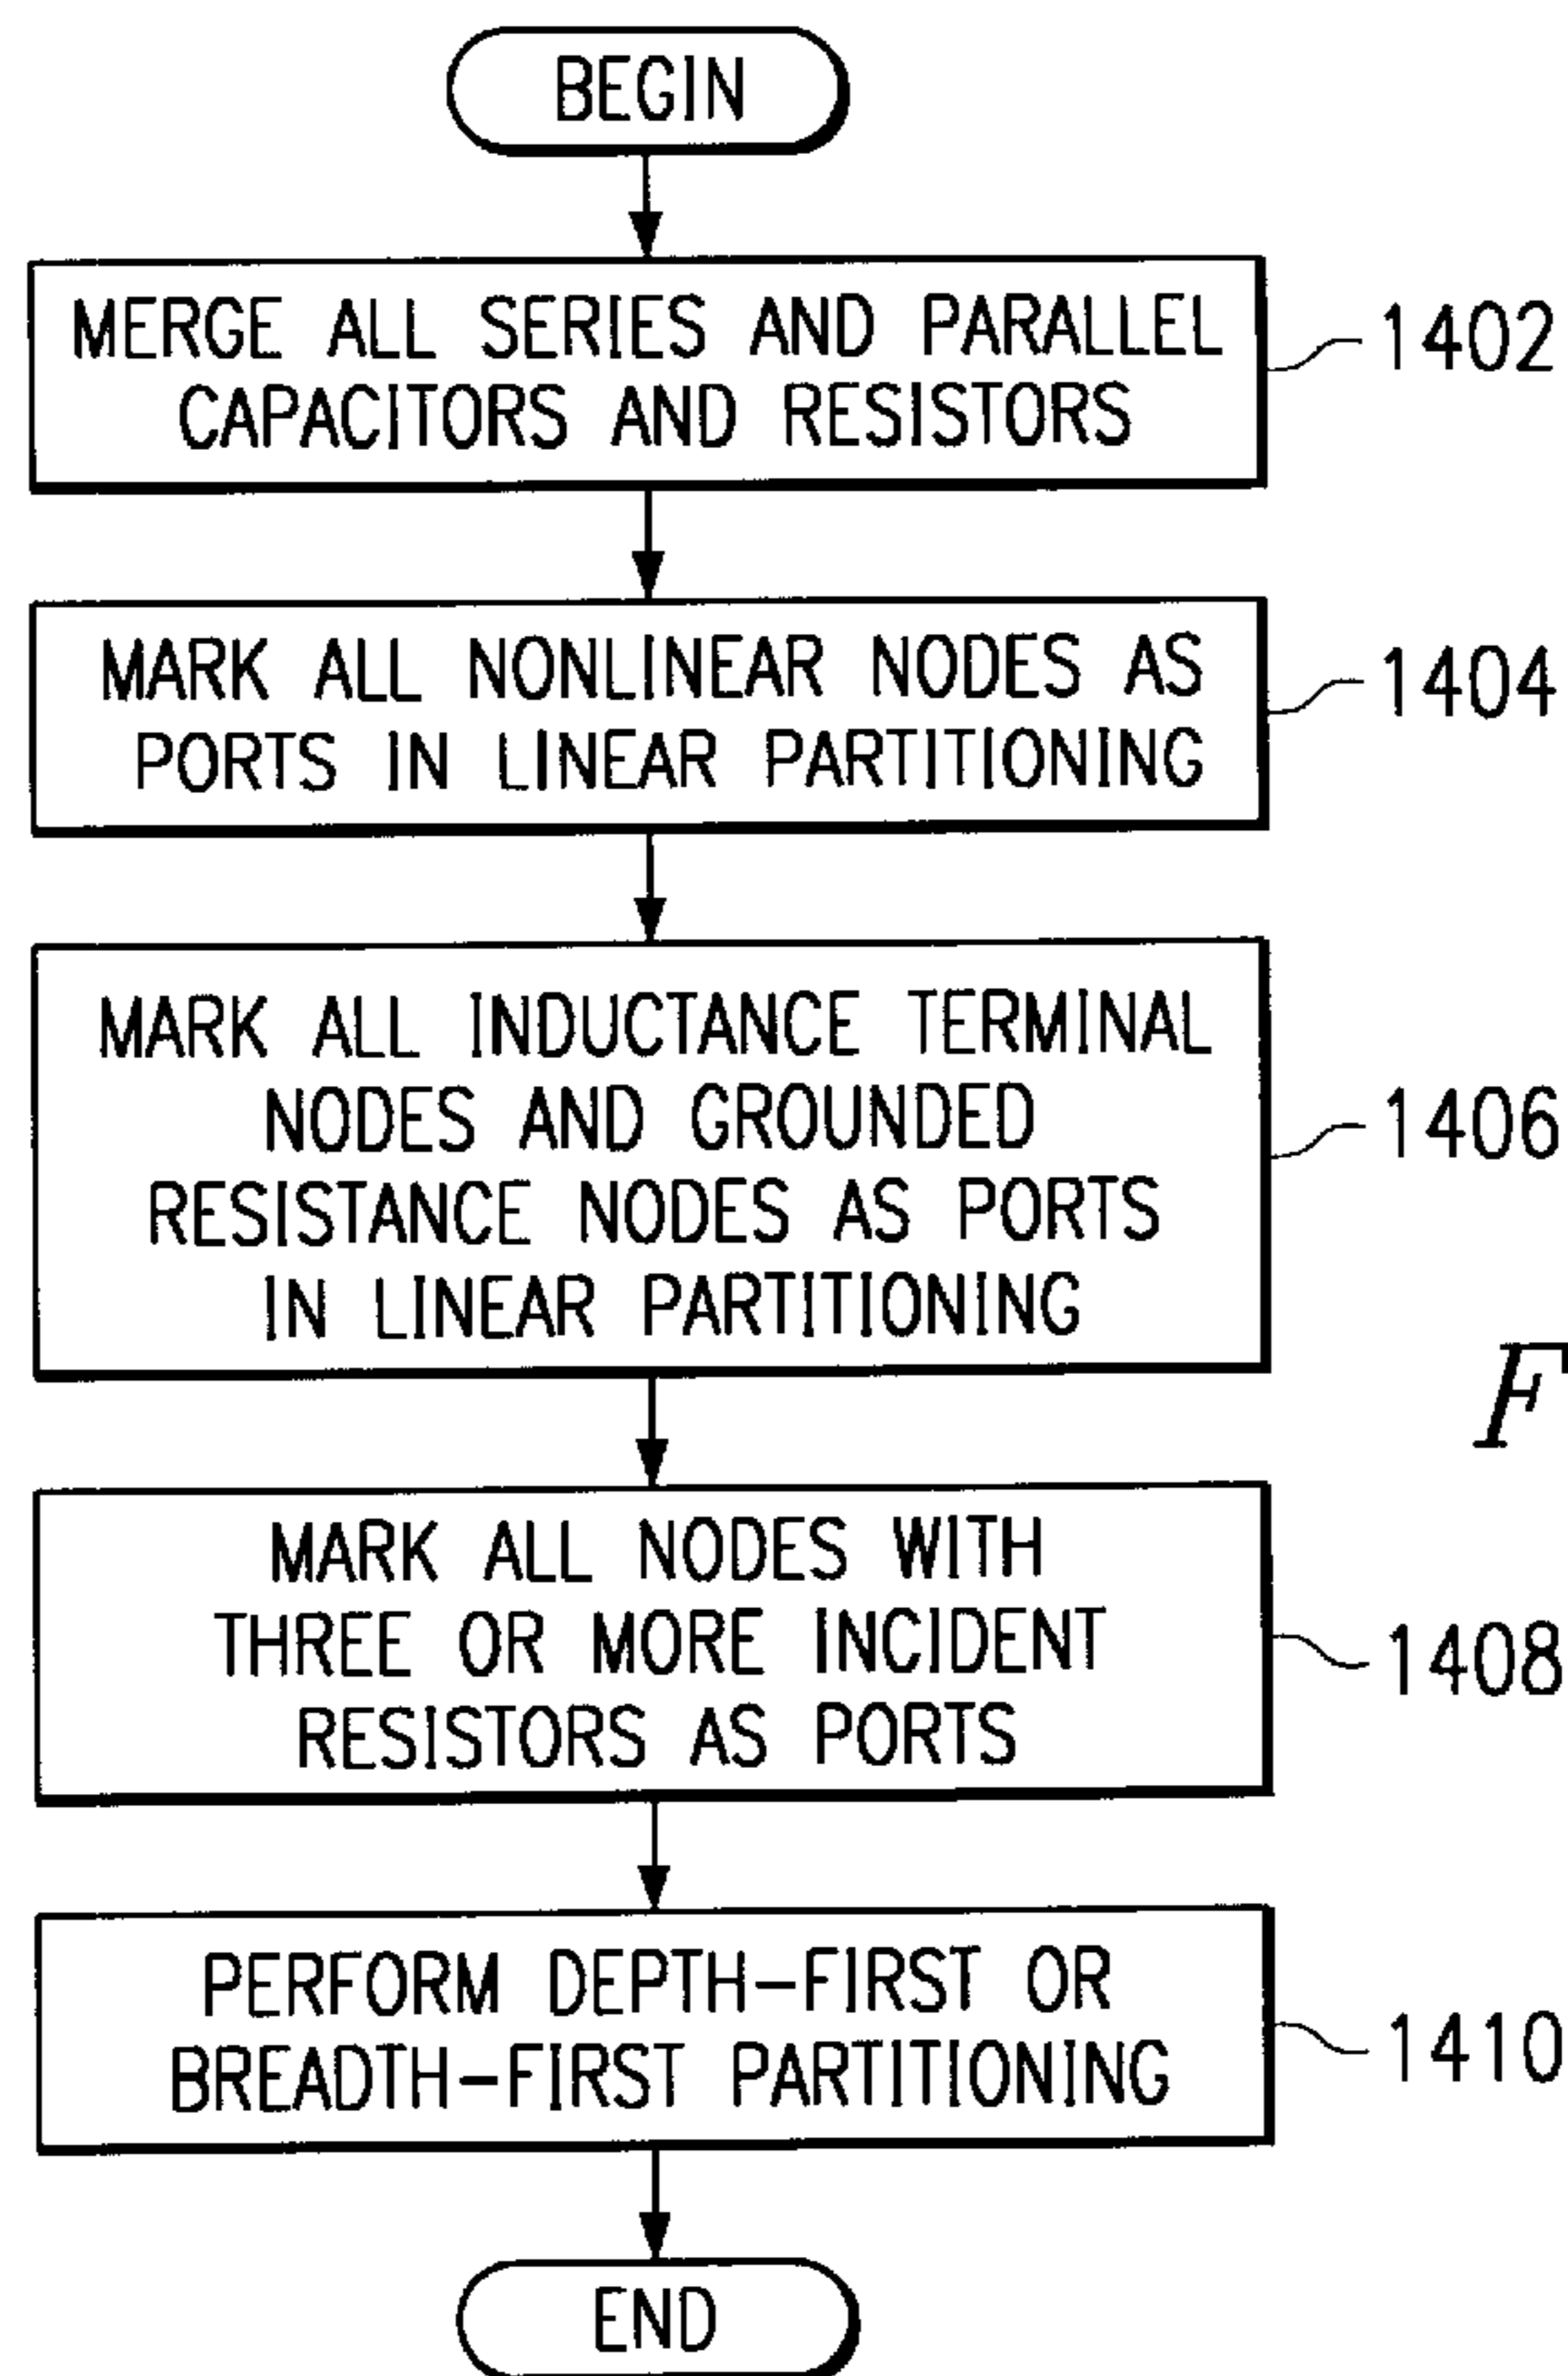 BEGIN
MERGE ALL SERIES AND PARALLEL
CAPACITORS AND RESISTORS
1402
MARK ALL NONLINEAR NODES AS
PORTS IN LINEAR PARTITIONING
1404
MARK ALL INDUCTANCE TERMINAL
NODES AND GROUNDED
RESISTANCE NODES AS PORTS
IN LINEAR PARTITIONING
1406
F
MARK ALL NODES WITH
THREE OR MORE INCIDENT
RESISTORS AS PORTS
1408
PERFORM DEPTH-FIRST OR
BREADTH-FIRST PARTITIONING
1410
END